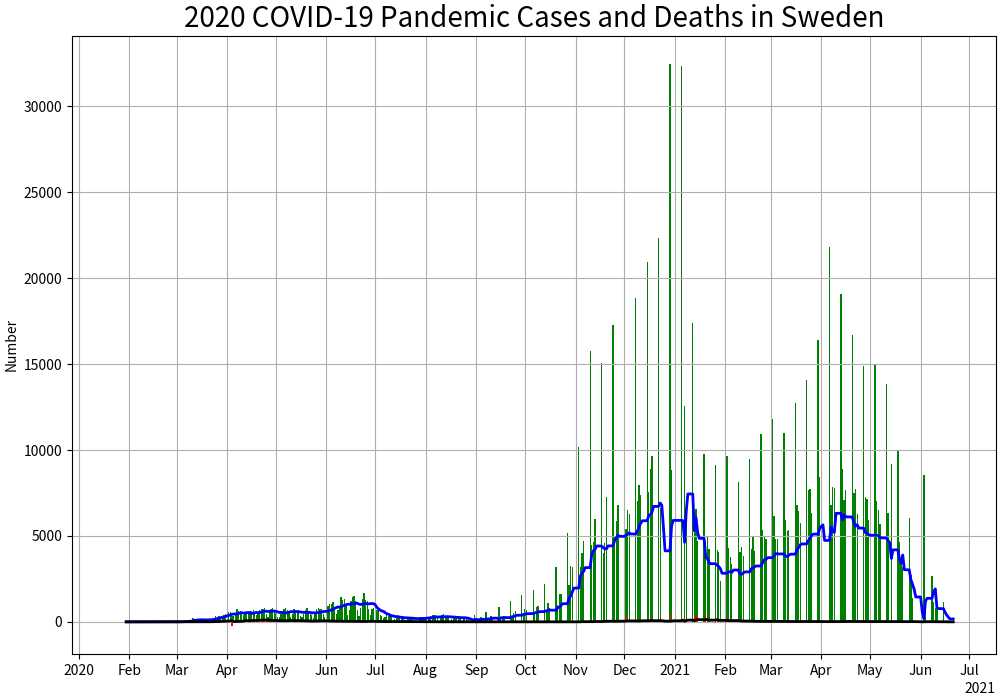 2020 COVID-19 Pandemic Cases and Deaths in Sweden
30000
25000
20000
15000
10000
5000
0
Number
2020 Feb Mar Apr May Jun Jul Aug Sep Oct Nov Dec 2021 Feb Mar Apr May Jun Jul
2021